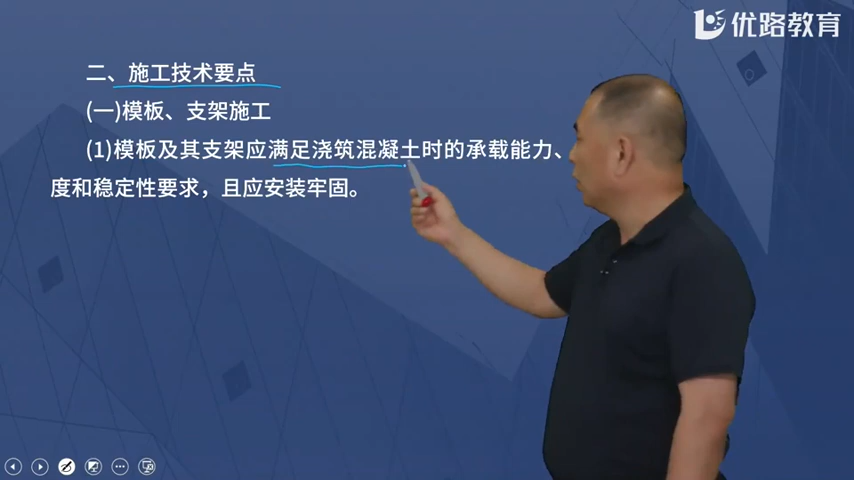 优路教育
二、施工技术要点
(一)模板、支架施工
(1)模板及其支架应满足浇筑混凝土时的承载能力、
度和稳定性要求，且应安装牢固。